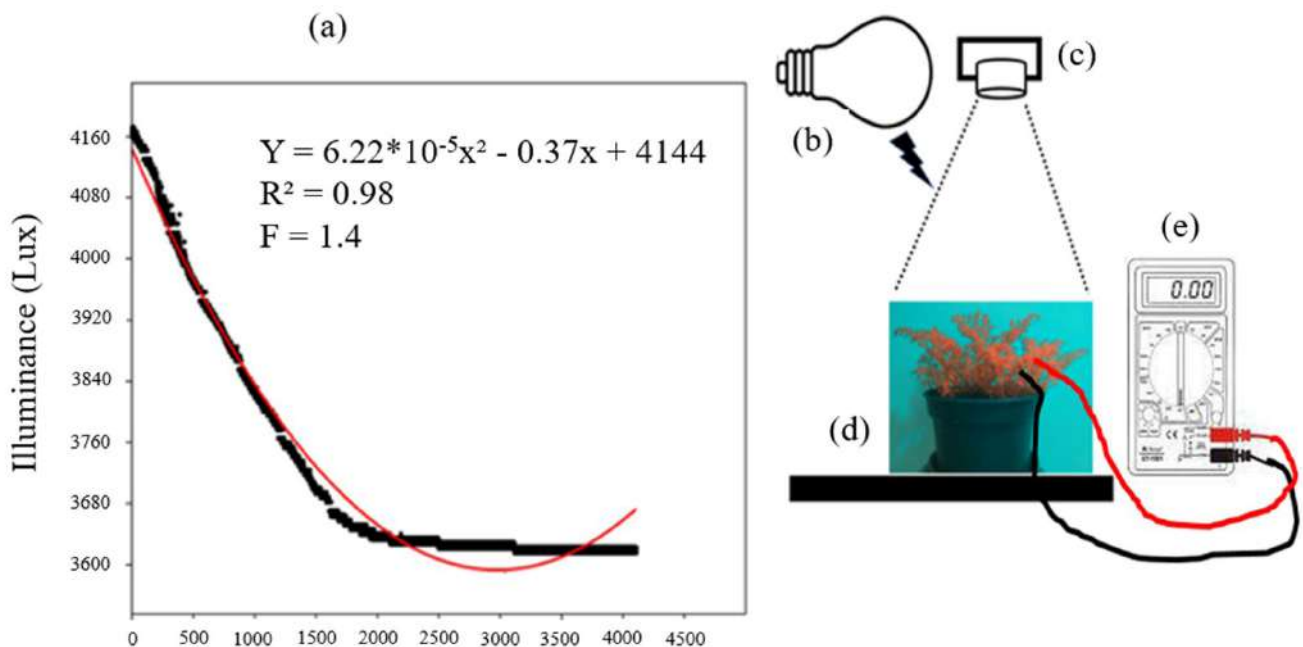 (a)
Illuminance (Lux)
4160
4080
4000
3920
3840
3760
3680
3600
0 500 1000 1500 2000 2500 3000 3500 4000 4500
Y = 6.22*10⁻⁵x² - 0.37x + 4144
R² = 0.98
F = 1.4
(b)
(c)
(d)
(e)
0.00
CE